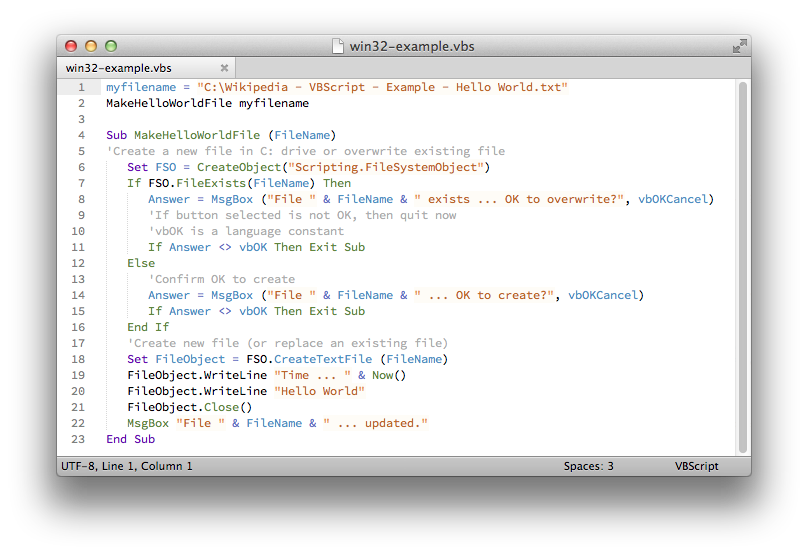 win32-example.vbs
win32-example.vbs
1 myfilename = "C:\Wikipedia - VBScript - Example - Hello World.txt"
2 MakeHelloWorldFile myfilename
3
4 Sub MakeHelloWorldFile (FileName)
5 'Create a new file in C: drive or overwrite existing file
6 Set FSO = CreateObject("Scripting.FileSystemObject")
7 If FSO.FileExists(FileName) Then
8 Answer = MsgBox ("File " & FileName & " exists ... OK to overwrite?", vbOKCancel)
9 'If button selected is not OK, then quit now
10 'vbOK is a language constant
11 If Answer <> vbOK Then Exit Sub
12 Else
13 'Confirm OK to create
14 Answer = MsgBox ("File " & FileName & " ... OK to create?", vbOKCancel)
15 If Answer <> vbOK Then Exit Sub
16 End If
17 'Create new file (or replace an existing file)
18 Set FileObject = FSO.CreateTextFile (FileName)
19 FileObject.WriteLine "Time ... " & Now()
20 FileObject.WriteLine "Hello World"
21 FileObject.Close()
22 MsgBox "File " & FileName & " ... updated."
23 End Sub
UTF-8, Line 1, Column 1 Spaces: 3 VBScript